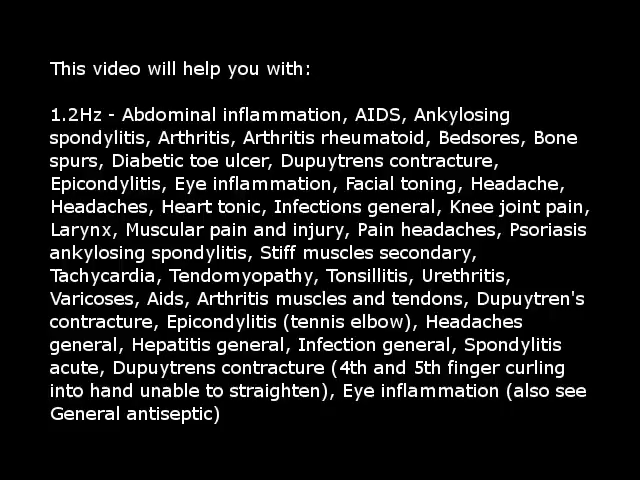 This video will help you with:
1.2Hz - Abdominal inflammation, AIDS, Ankylosing
spondylitis, Arthritis, Arthritis rheumatoid, Bedsores, Bone
spurs, Diabetic toe ulcer, Dupuytrens contracture,
Epicondylitis, Eye inflammation, Facial toning, Headache,
Headaches, Heart tonic, Infections general, Knee joint pain,
Larynx, Muscular pain and injury, Pain headaches, Psoriasis
ankylosing spondylitis, Stiff muscles secondary,
Tachycardia, Tendomyopathy, Tonsillitis, Urethritis,
Varicoses, Aids, Arthritis muscles and tendons, Dupuytren's
contracture, Epicondylitis (tennis elbow), Headaches
general, Hepatitis general, Infection general, Spondylitis
acute, Dupuytrens contracture (4th and 5th finger curling
into hand unable to straighten), Eye inflammation (also see
General antiseptic)